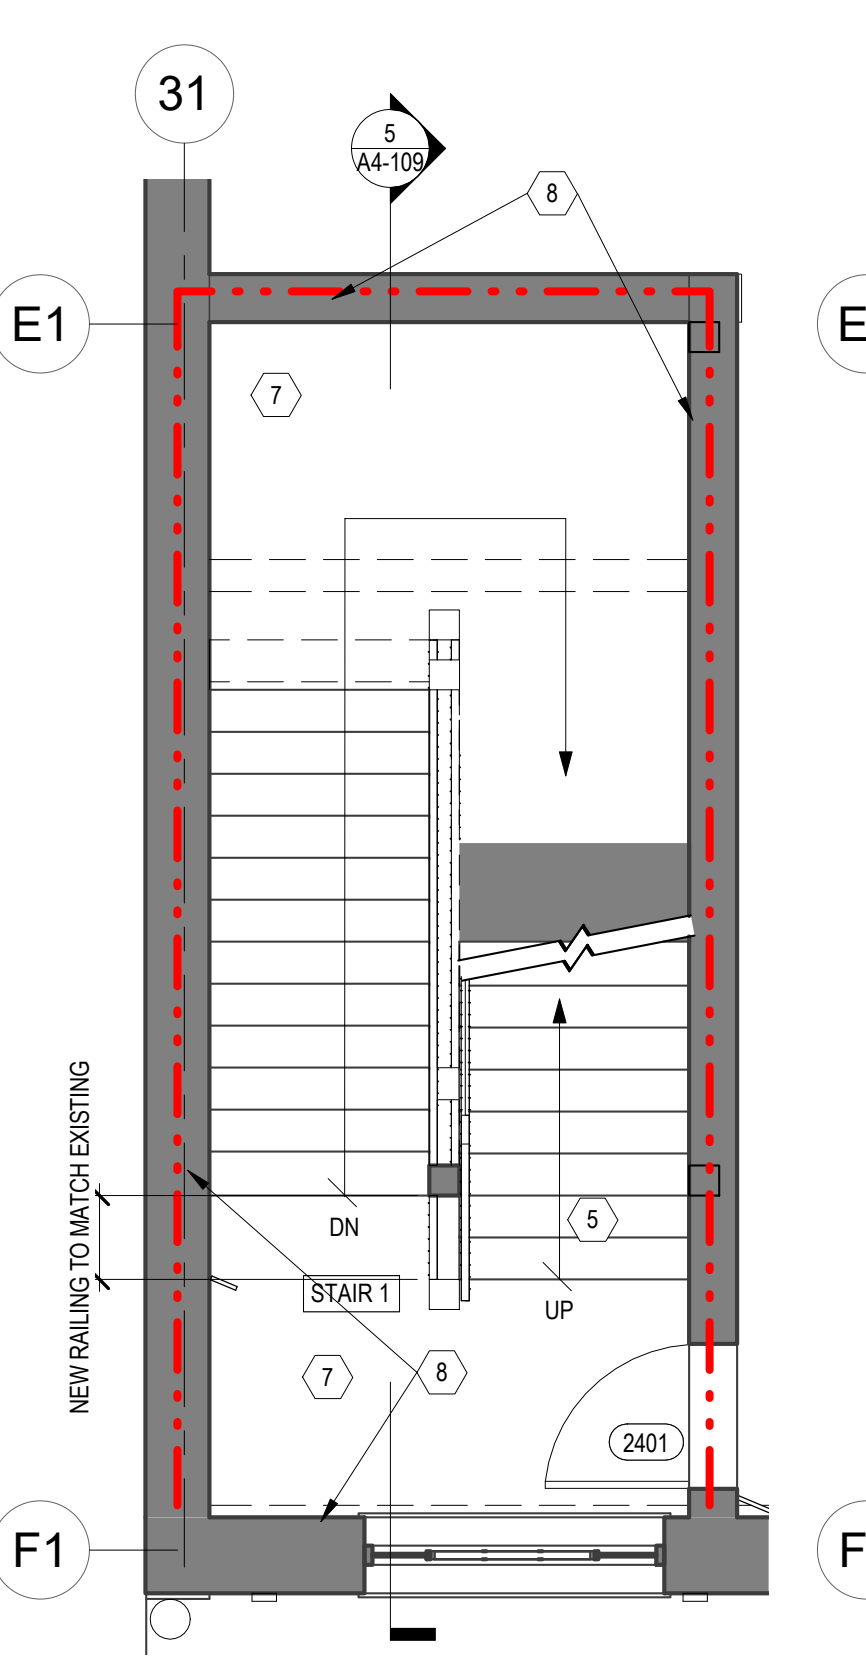 31
5
A4-109
8
E1
E
7
NEW RAILING TO MATCH EXISTING
DN
5
STAIR 1
UP
7
8
2401
F1
F